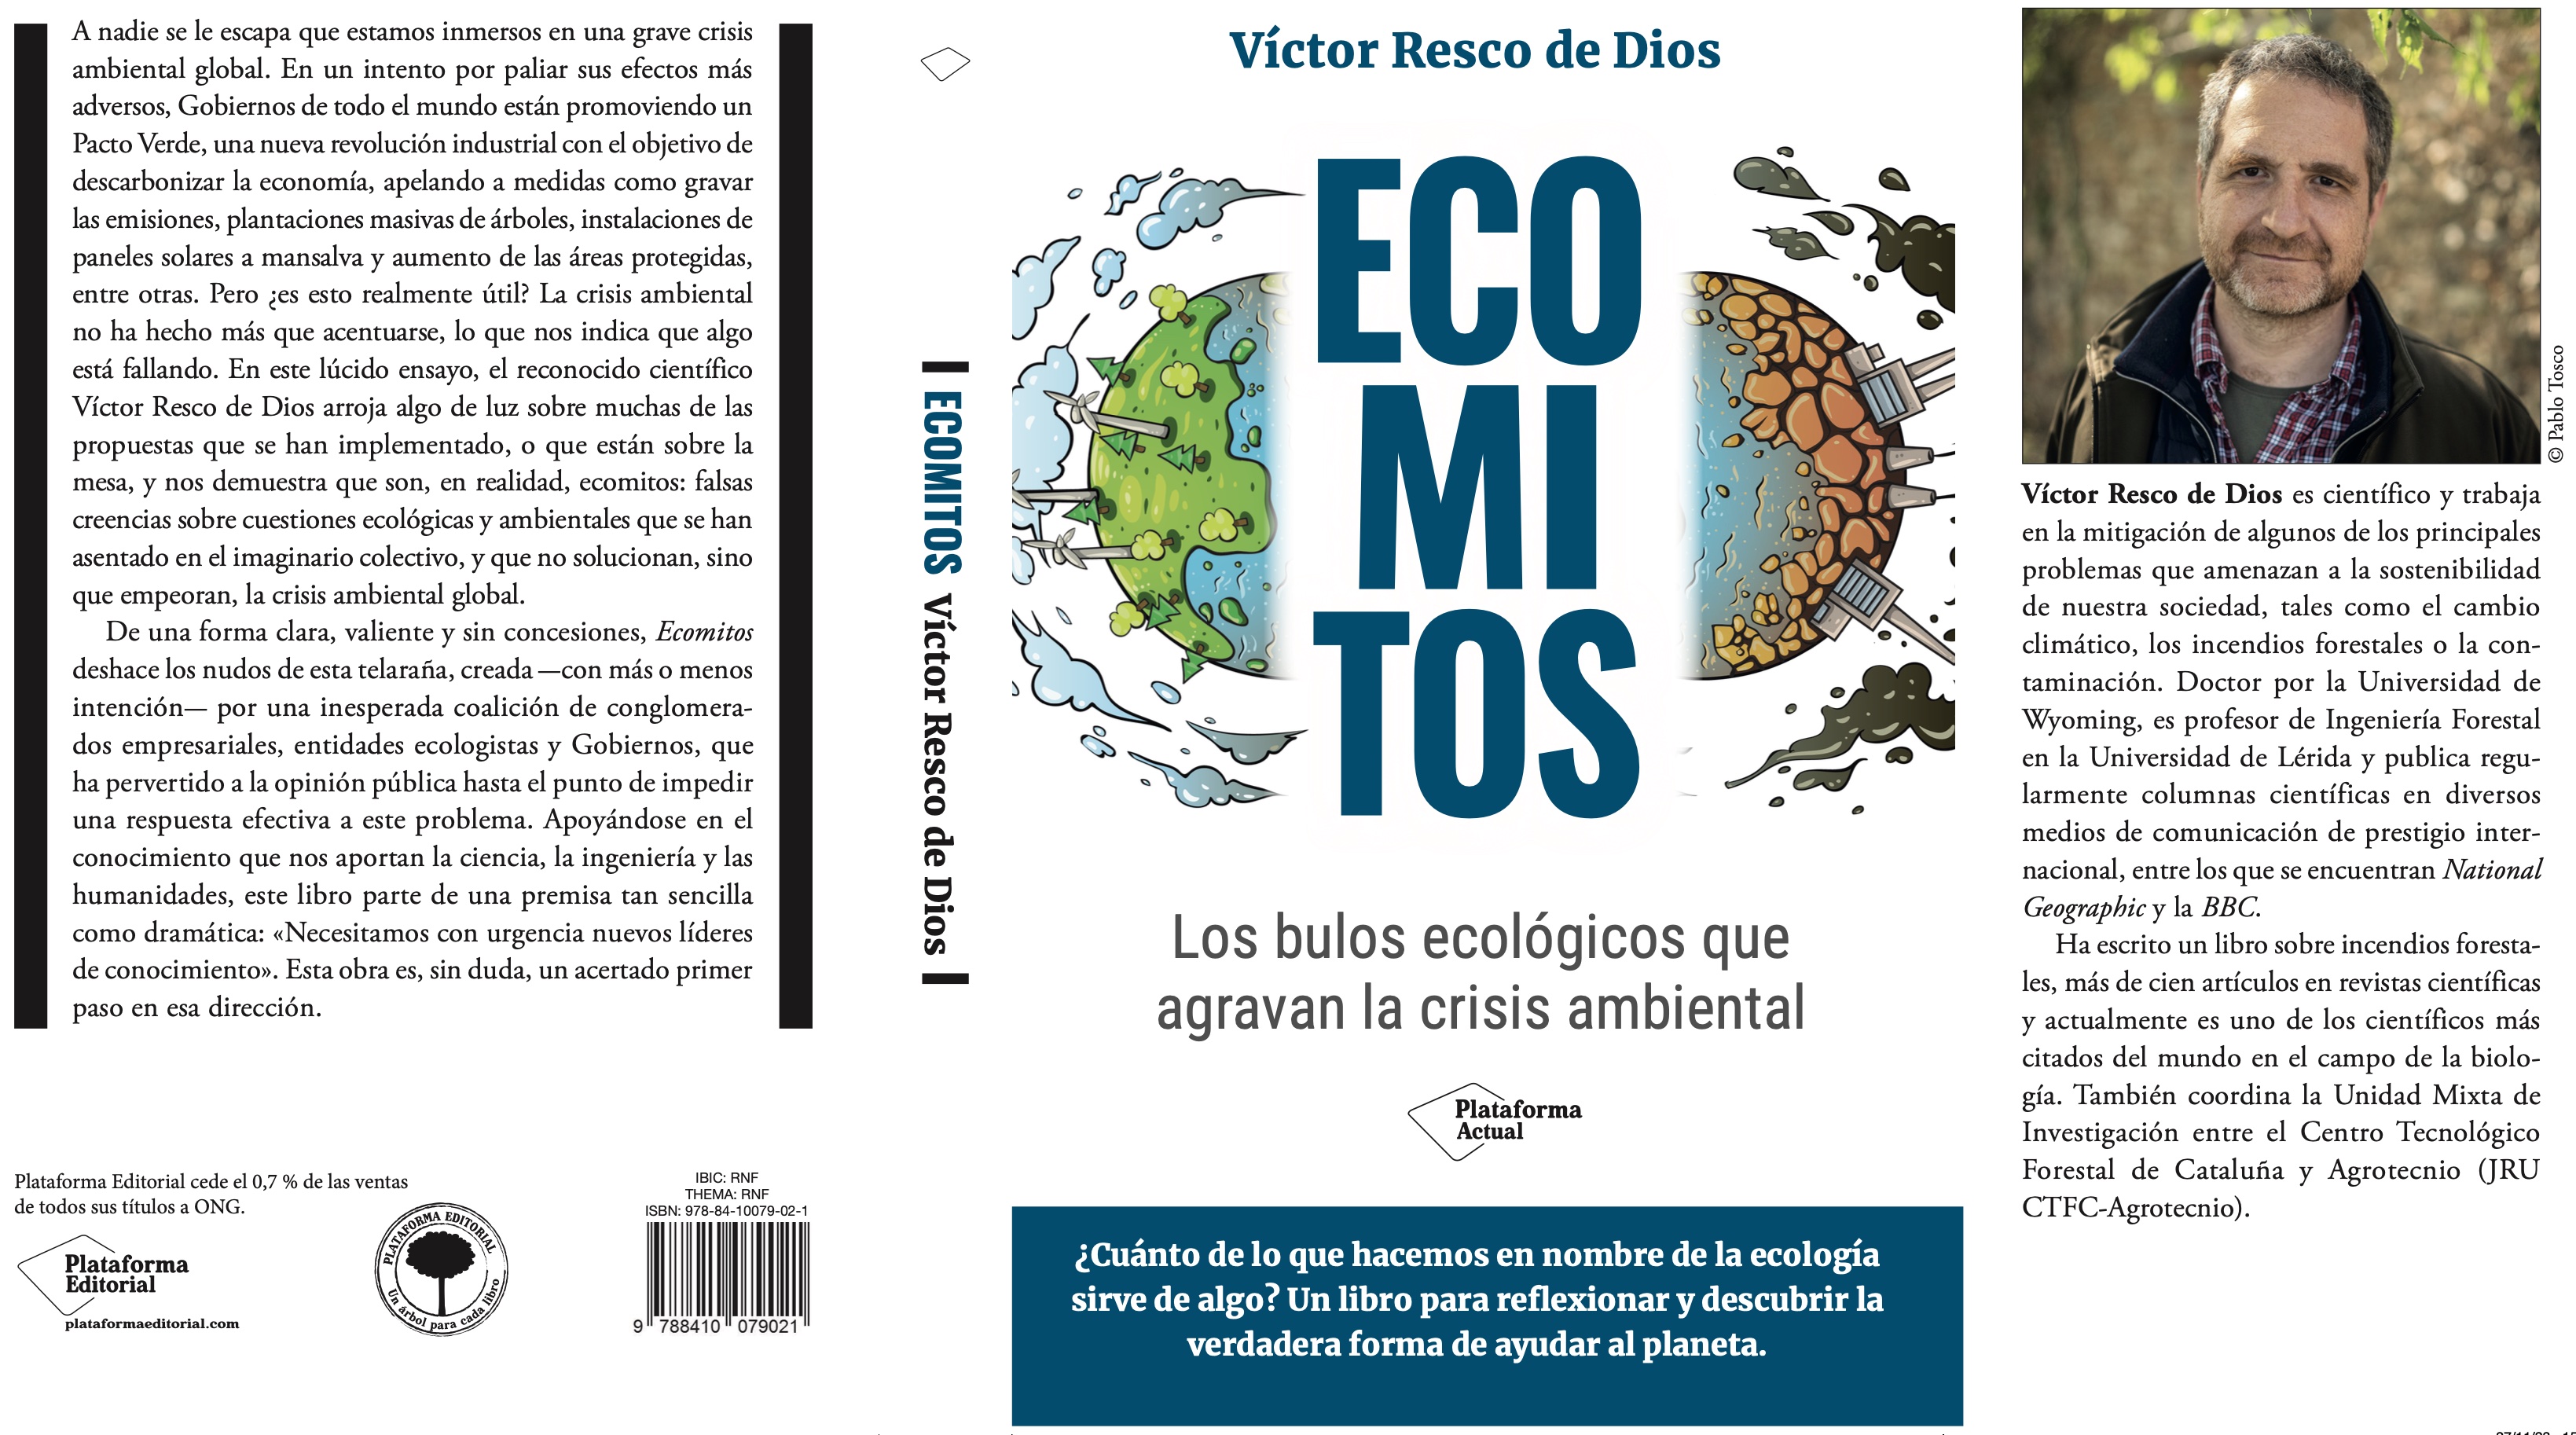 A nadie se le escapa que estamos inmersos en una grave crisis
ambiental global. En un intento por paliar sus efectos más
adversos, Gobiernos de todo el mundo están promoviendo un
Pacto Verde, una nueva revolución industrial con el objetivo de
descarbonizar la economía, apelando a medidas como gravar
las emisiones, plantaciones masivas de árboles, instalaciones de
paneles solares a mansalva y aumento de las áreas protegidas,
entre otras. Pero ¿es esto realmente útil? La crisis ambiental
no ha hecho más que acentuarse, lo que nos indica que algo
está fallando. En este lúcido ensayo, el reconocido científico
Víctor Resco de Dios arroja algo de luz sobre muchas de las
propuestas que se han implementado, o que están sobre la
mesa, y nos demuestra que son, en realidad, ecomitos: falsas
creencias sobre cuestiones ecológicas y ambientales que se han
asentado en el imaginario colectivo, y que no solucionan, sino
que empeoran, la crisis ambiental global.
De una forma clara, valiente y sin concesiones, Ecomitos
deshace los nudos de esta telaraña, creada —con más o menos
intención— por una inesperada coalición de conglomera-
dos empresariales, entidades ecologistas y Gobiernos, que
ha pervertido a la opinión pública hasta el punto de impedir
una respuesta efectiva a este problema. Apoyándose en el
conocimiento que nos aportan la ciencia, la ingeniería y las
humanidades, este libro parte de una premisa tan sencilla
como dramática: «Necesitamos con urgencia nuevos líderes
de conocimiento». Esta obra es, sin duda, un acertado primer
paso en esa dirección.
Plataforma Editorial cede el 0,7 % de las ventas
de todos sus títulos a ONG.
Plataforma
Editorial
plataformaeditorial.com
PLATAFORMA EDITORIAL
Un árbol para cada libro
IBIC: RNF
THEMA: RNF
ISBN: 978-84-10079-02-1
9 788410 079021
ECOMITOS Víctor Resco de Dios
Víctor Resco de Dios
ECO
MI
TOS
Los bulos ecológicos que
agravan la crisis ambiental
Plataforma
Actual
¿Cuánto de lo que hacemos en nombre de la ecología
sirve de algo? Un libro para reflexionar y descubrir la
verdadera forma de ayudar al planeta.
© Pablo Tosco
Víctor Resco de Dios es científico y trabaja
en la mitigación de algunos de los principales
problemas que amenazan a la sostenibilidad
de nuestra sociedad, tales como el cambio
climático, los incendios forestales o la con-
taminación. Doctor por la Universidad de
Wyoming, es profesor de Ingeniería Forestal
en la Universidad de Lérida y publica regu-
larmente columnas científicas en diversos
medios de comunicación de prestigio inter-
nacional, entre los que se encuentran National
Geographic y la BBC.
Ha escrito un libro sobre incendios foresta-
les, más de cien artículos en revistas científicas
y actualmente es uno de los científicos más
citados del mundo en el campo de la biolo-
gía. También coordina la Unidad Mixta de
Investigación entre el Centro Tecnológico
Forestal de Cataluña y Agrotecnio (JRU
CTFC-Agrotecnio).